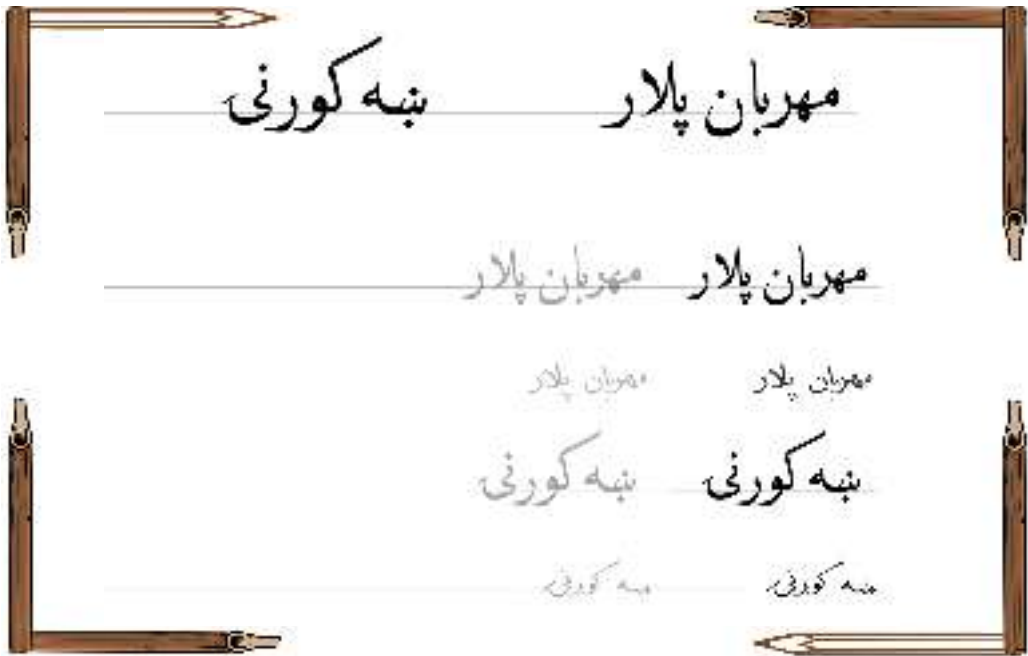 مهربان پلار ښه کورنۍ
مهربان پلار مهربان پلار
مهربان پلار مهربان پلار
ښه کورنۍ ښه کورنۍ
ښه کورنۍ ښه کورنۍ